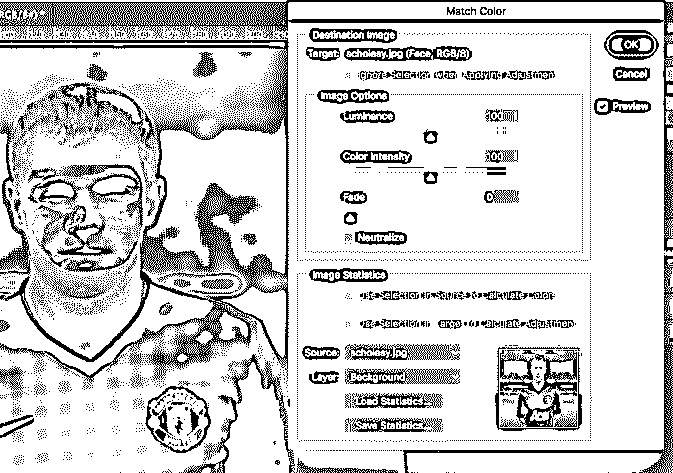 Match Color
Destination Image
Target: scholesy.jpg (Face, RGB/8)
Ignore Selection when Applying Adjustment
Image Options
Luminance 100
Color Intensity 100
Fade 0
Neutralize
Image Statistics
Use Selection in Source to Calculate Colors
Use Selection in Target to Calculate Adjustment
Source: scholesy.jpg
Layer: Background
Load Statistics...
Save Statistics...
OK
Cancel
Preview